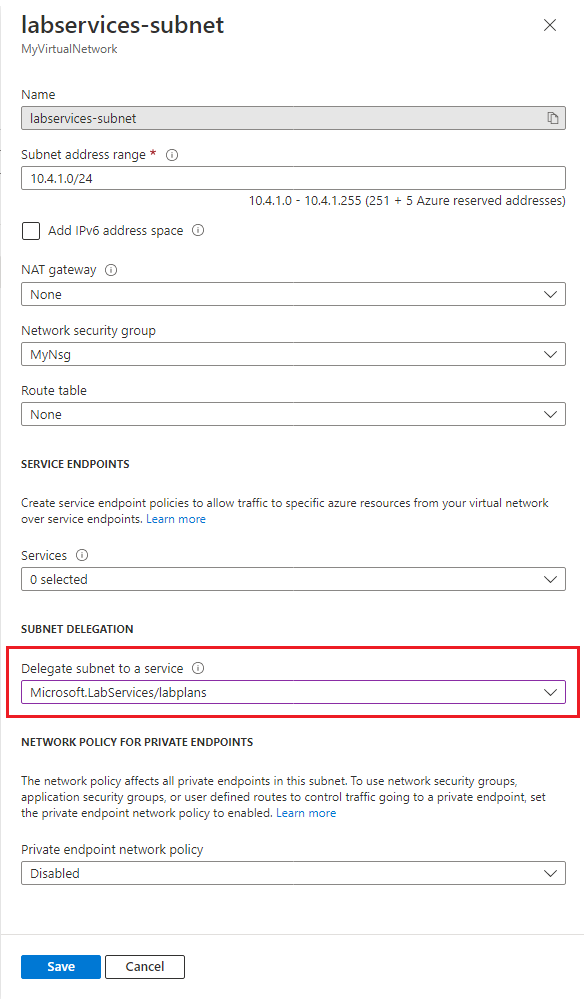 labservices-subnet
MyVirtualNetwork
Name
labservices-subnet
Subnet address range *
10.4.1.0/24
10.4.1.0 - 10.4.1.255 (251 + 5 Azure reserved addresses)
Add IPv6 address space
NAT gateway
None
Network security group
MyNsg
Route table
None
SERVICE ENDPOINTS
Create service endpoint policies to allow traffic to specific azure resources from your virtual network
over service endpoints. Learn more
Services
0 selected
SUBNET DELEGATION
Delegate subnet to a service
Microsoft.LabServices/labplans
NETWORK POLICY FOR PRIVATE ENDPOINTS
The network policy affects all private endpoints in this subnet. To use network security groups,
application security groups, or user defined routes to control traffic going to a private endpoint, set
the private endpoint network policy to enabled. Learn more
Private endpoint network policy
Disabled
Save Cancel